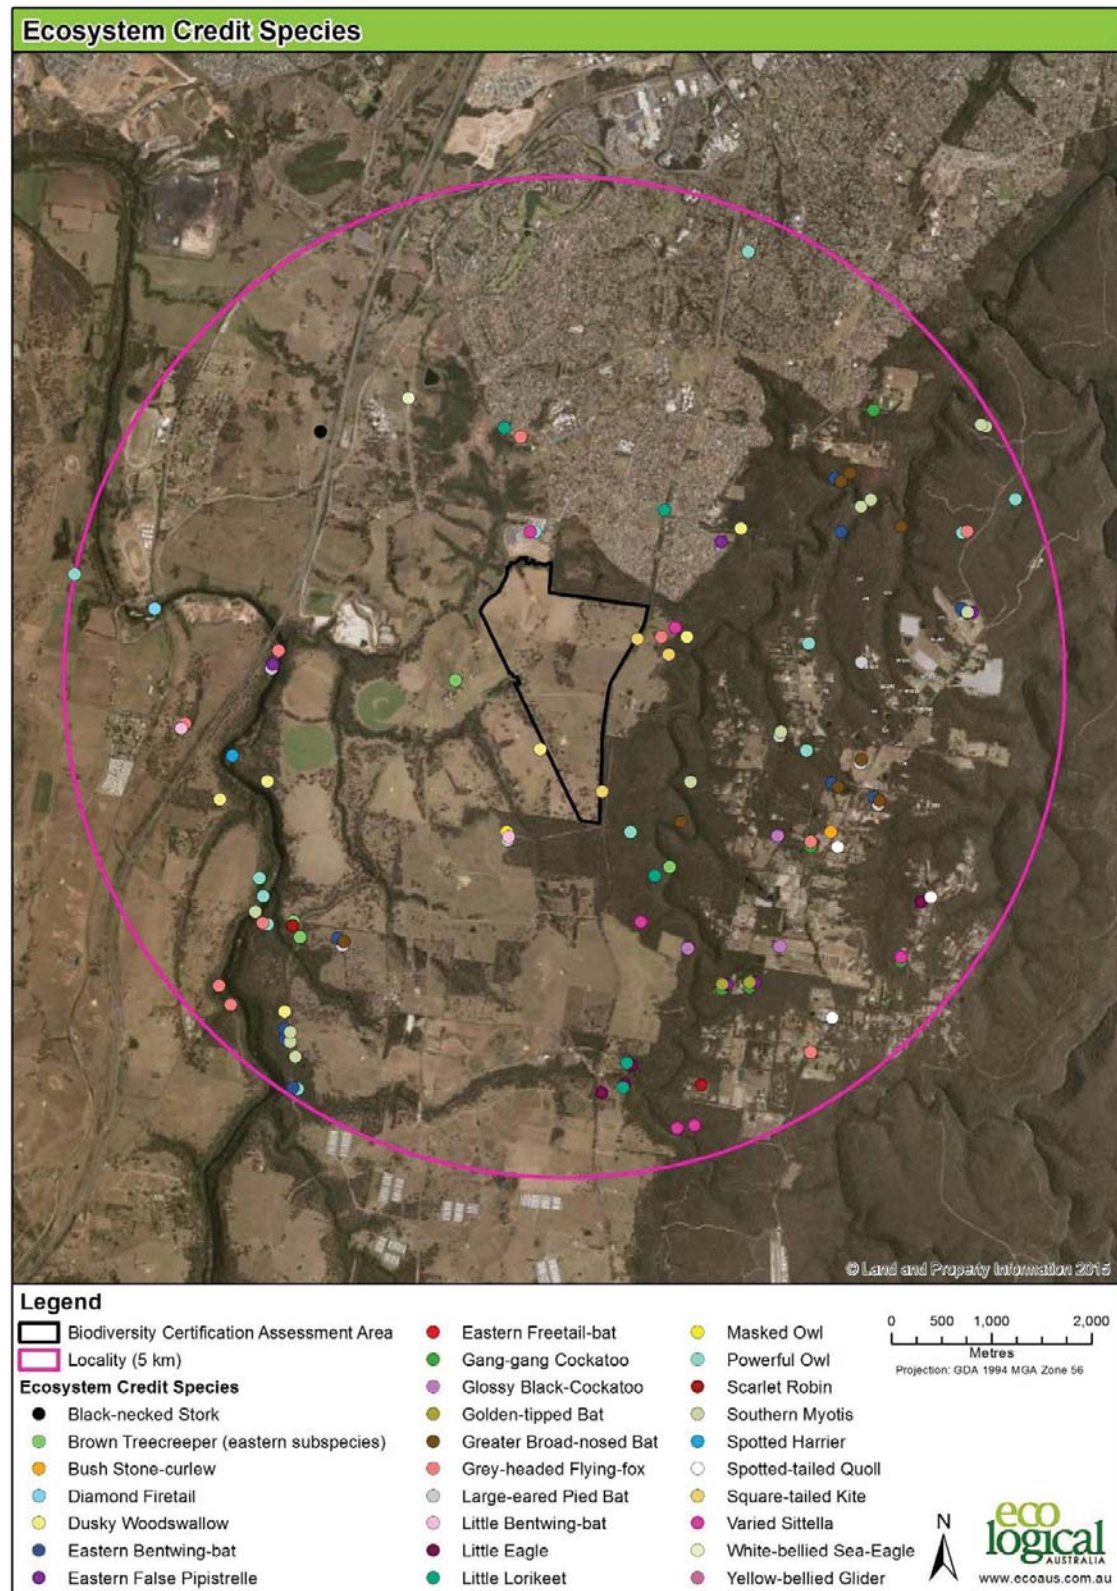 Ecosystem Credit Species
© Land and Property Information 2015
Legend
Biodiversity Certification Assessment Area
Locality (5 km)
Ecosystem Credit Species
Black-necked Stork
Brown Treecreeper (eastern subspecies)
Bush Stone-curlew
Diamond Firetail
Dusky Woodswallow
Eastern Bentwing-bat
Eastern False Pipistrelle
Eastern Freetail-bat
Gang-gang Cockatoo
Glossy Black-Cockatoo
Golden-tipped Bat
Greater Broad-nosed Bat
Grey-headed Flying-fox
Large-eared Pied Bat
Little Bentwing-bat
Little Eagle
Little Lorikeet
Masked Owl
Powerful Owl
Scarlet Robin
Southern Myotis
Spotted Harrier
Spotted-tailed Quoll
Square-tailed Kite
Varied Sittella
White-bellied Sea-Eagle
Yellow-bellied Glider
0 500 1,000 2,000
Metres
Projection: GDA 1994 MGA Zone 56
N
eco
logical
AUSTRALIA
www.ecoaus.com.au